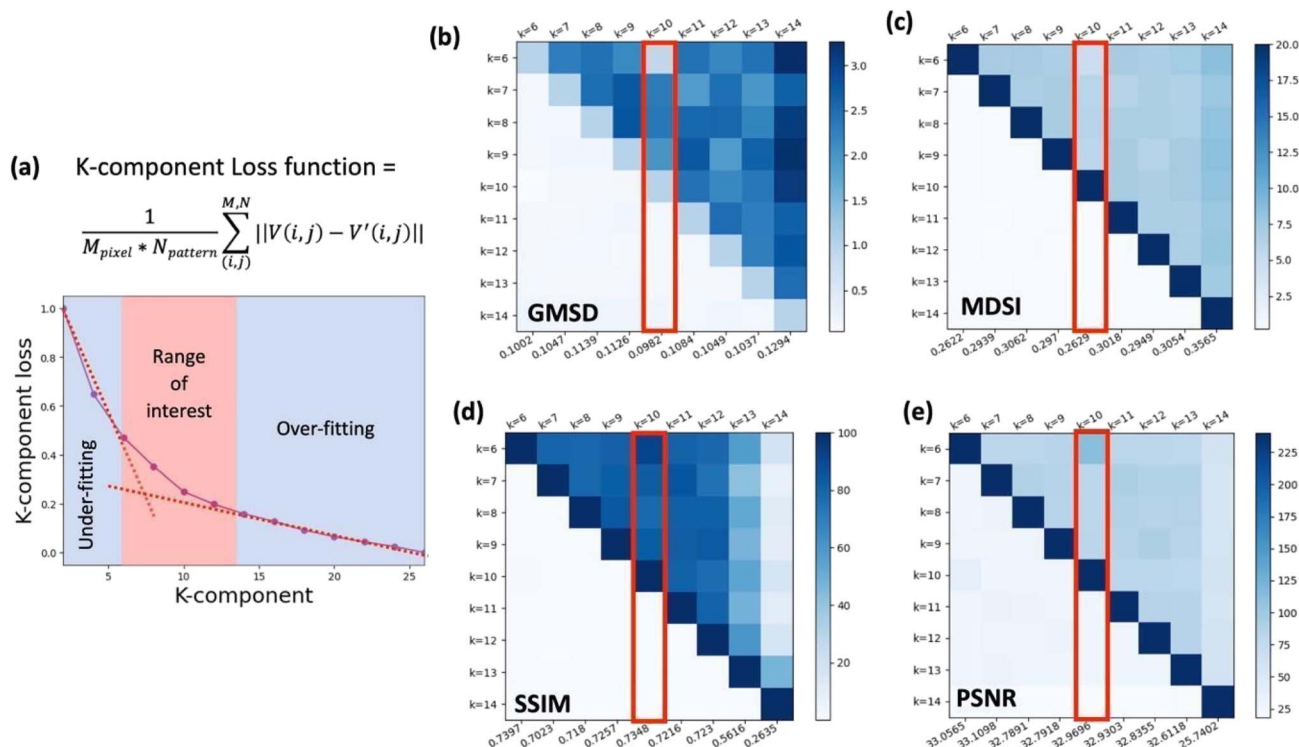 (a)
K-component Loss function =
1
M_pixel * N_pattern
M,N
∑
(i,j)
||V(i,j) − V'(i,j)||
1.0
0.8
0.6
0.4
0.2
0.0
K-component loss
Under-fitting
Range
of
interest
Over-fitting
5 10 15 20 25
K-component
(b)
k=6 k=7 k=8 k=9 k=10 k=11 k=12 k=13 k=14
k=6
k=7
k=8
k=9
k=10
k=11
k=12
k=13
k=14
GMSD
0.1002 0.1047 0.1139 0.1126 0.0982 0.1084 0.1049 0.1037 0.1294
3.0
2.5
2.0
1.5
1.0
0.5
(c)
k=6 k=7 k=8 k=9 k=10 k=11 k=12 k=13 k=14
k=6
k=7
k=8
k=9
k=10
k=11
k=12
k=13
k=14
MDSI
0.2622 0.2939 0.3062 0.297 0.2629 0.3018 0.2949 0.3054 0.3565
20.0
17.5
15.0
12.5
10.0
7.5
5.0
2.5
(d)
k=6 k=7 k=8 k=9 k=10 k=11 k=12 k=13 k=14
k=6
k=7
k=8
k=9
k=10
k=11
k=12
k=13
k=14
SSIM
0.7397 0.7023 0.718 0.7257 0.7348 0.7216 0.723 0.5616 0.2635
100
80
60
40
20
(e)
k=6 k=7 k=8 k=9 k=10 k=11 k=12 k=13 k=14
k=6
k=7
k=8
k=9
k=10
k=11
k=12
k=13
k=14
PSNR
33.0565 33.1098 32.7891 32.7918 32.9696 32.9303 32.8355 32.6118 25.7402
225
200
175
150
125
100
75
50
25